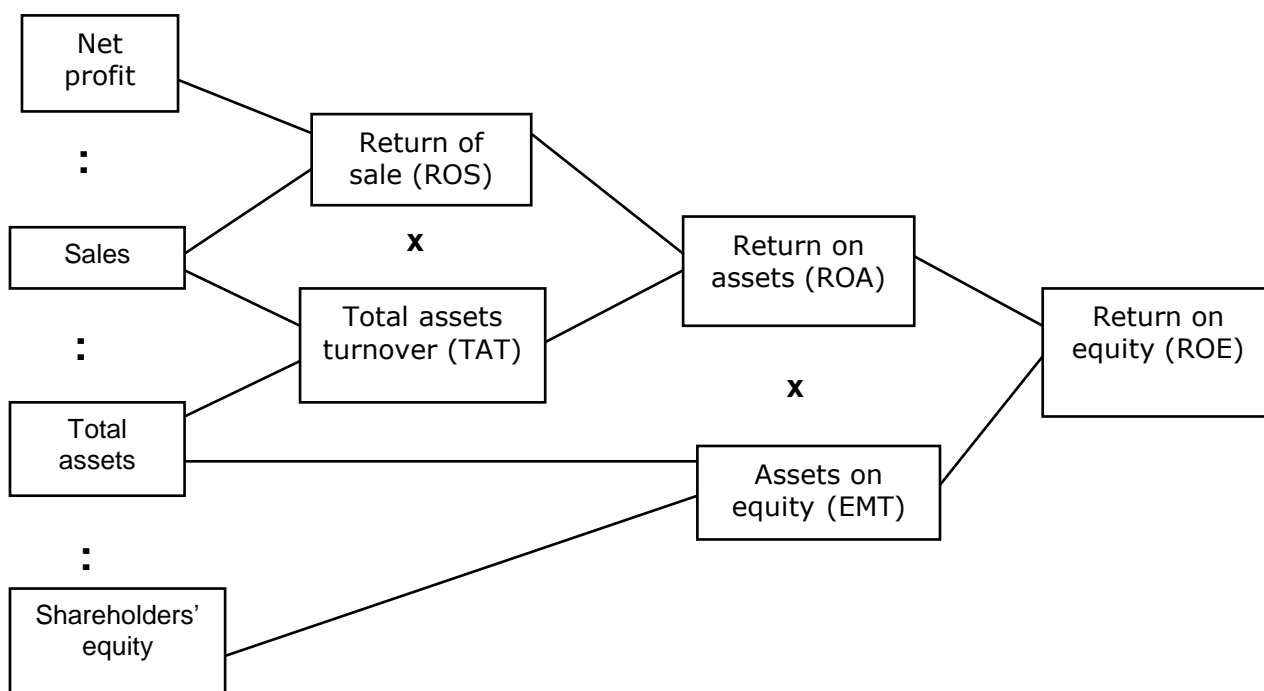 Net
profit
:
Return of
sale (ROS)
Sales
x
Return on
assets (ROA)
:
Total assets
turnover (TAT)
Return on
equity (ROE)
x
Total
assets
Assets on
equity (EMT)
:
Shareholders’
equity